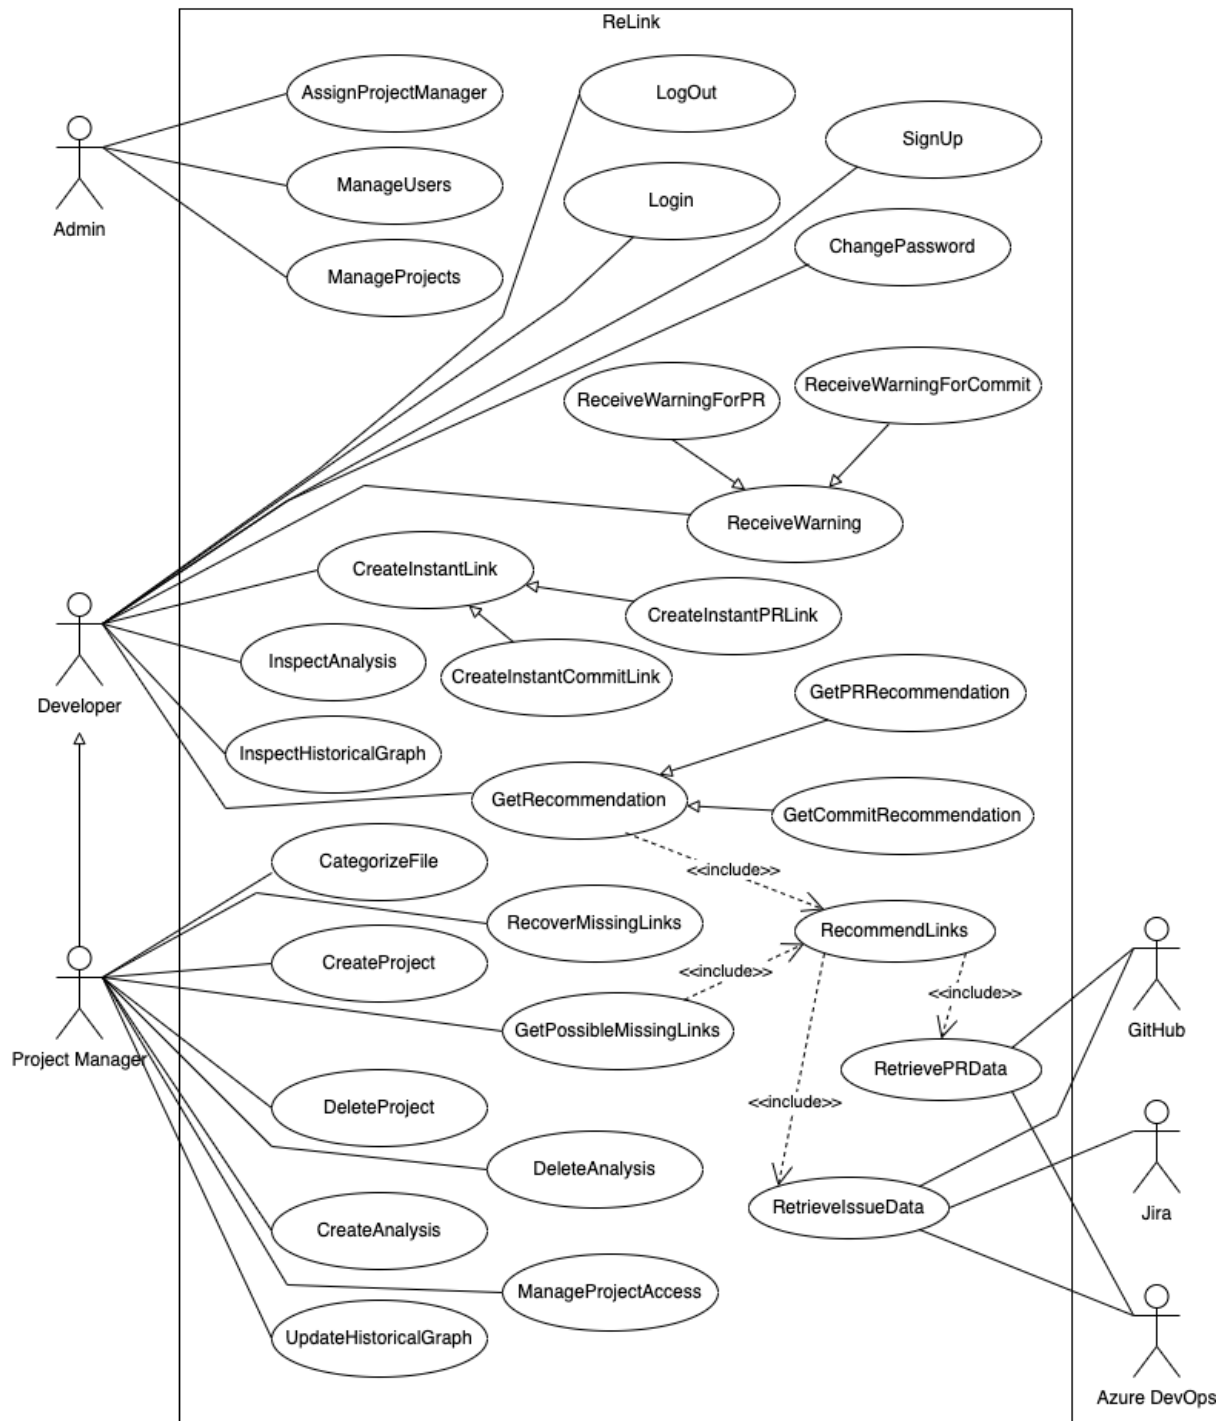 ReLink
AssignProjectManager
LogOut
SignUp
ManageUsers
Login
Admin
ChangePassword
ManageProjects
ReceiveWarningForPR
ReceiveWarningForCommit
ReceiveWarning
CreateInstantLink
CreateInstantPRLink
InspectAnalysis
CreateInstantCommitLink
GetPRRecommendation
Developer
InspectHistoricalGraph
GetRecommendation
GetCommitRecommendation
CategorizeFile
<<include>>
RecoverMissingLinks
RecommendLinks
CreateProject
<<include>>
<<include>>
GetPossibleMissingLinks
GitHub
Project Manager
RetrievePRData
<<include>>
DeleteProject
DeleteAnalysis
RetrieveIssueData
Jira
CreateAnalysis
ManageProjectAccess
UpdateHistoricalGraph
Azure DevOps